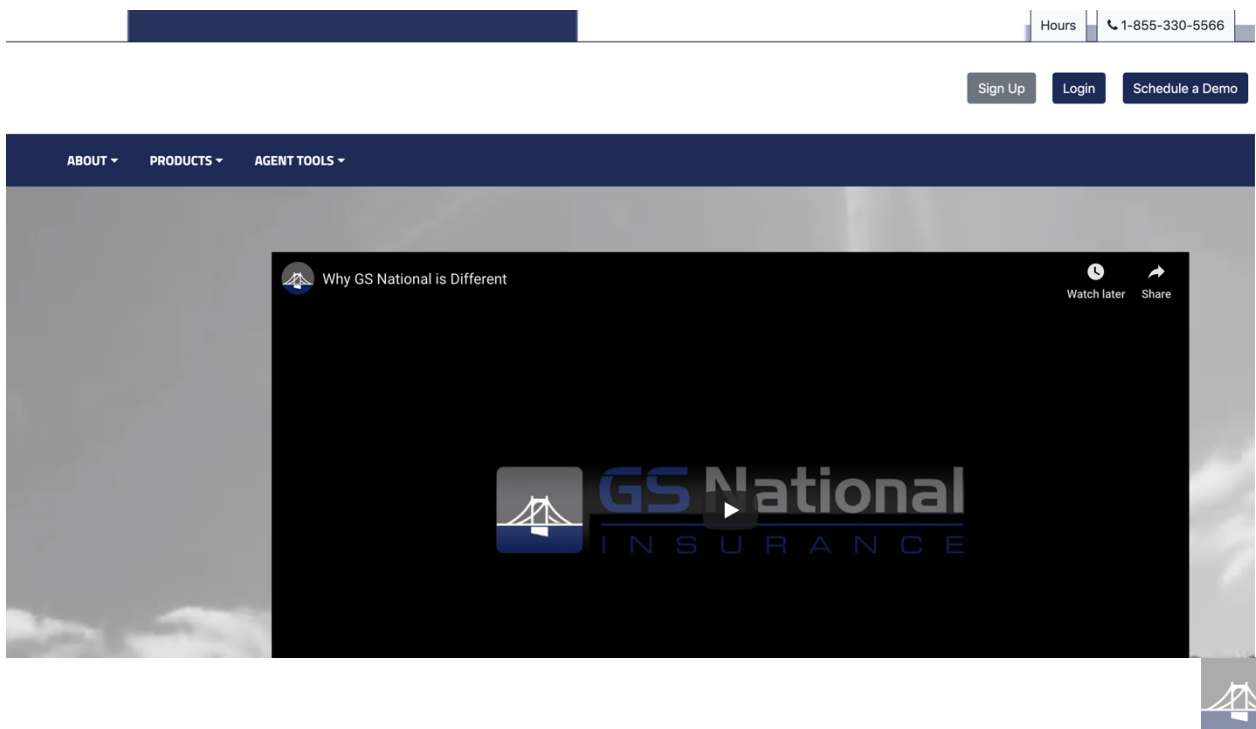 Hours 1-855-330-5566
Sign Up Login Schedule a Demo
ABOUT PRODUCTS AGENT TOOLS
Why GS National is Different
Watch later Share
GS National
INSURANCE